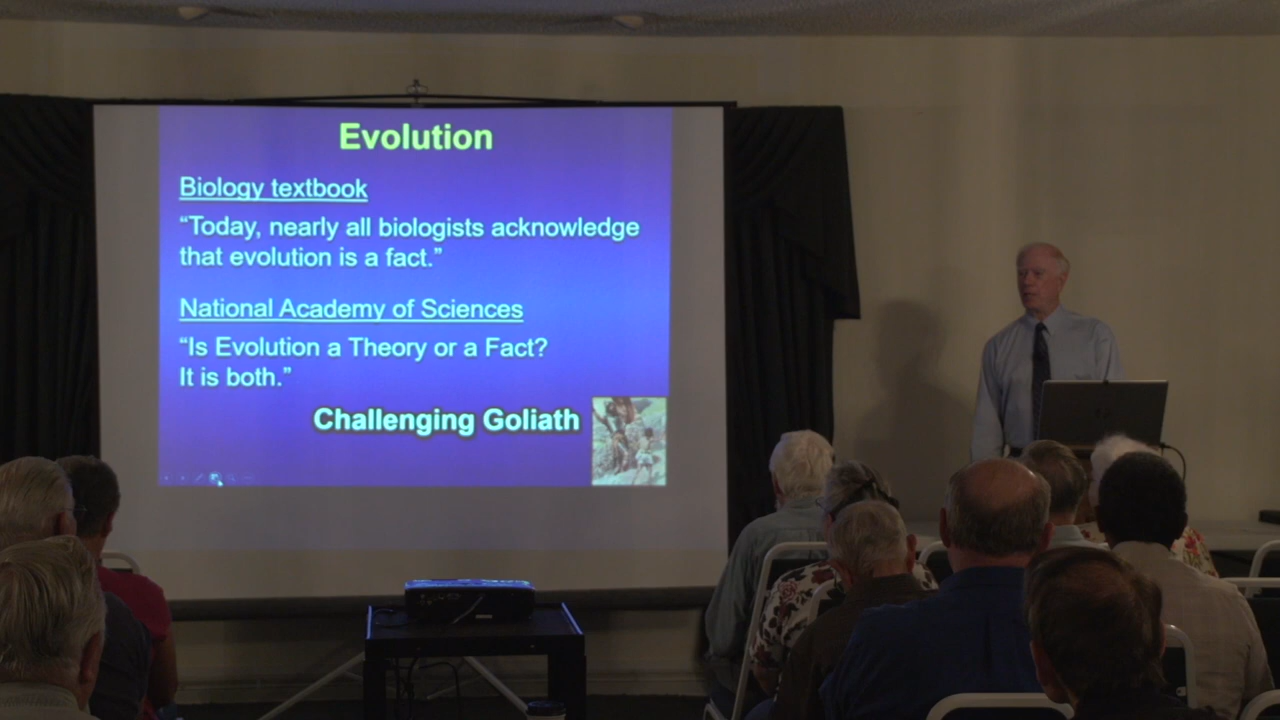 Evolution
Biology textbook
“Today, nearly all biologists acknowledge
that evolution is a fact.”
National Academy of Sciences
“Is Evolution a Theory or a Fact?
It is both.”
Challenging Goliath